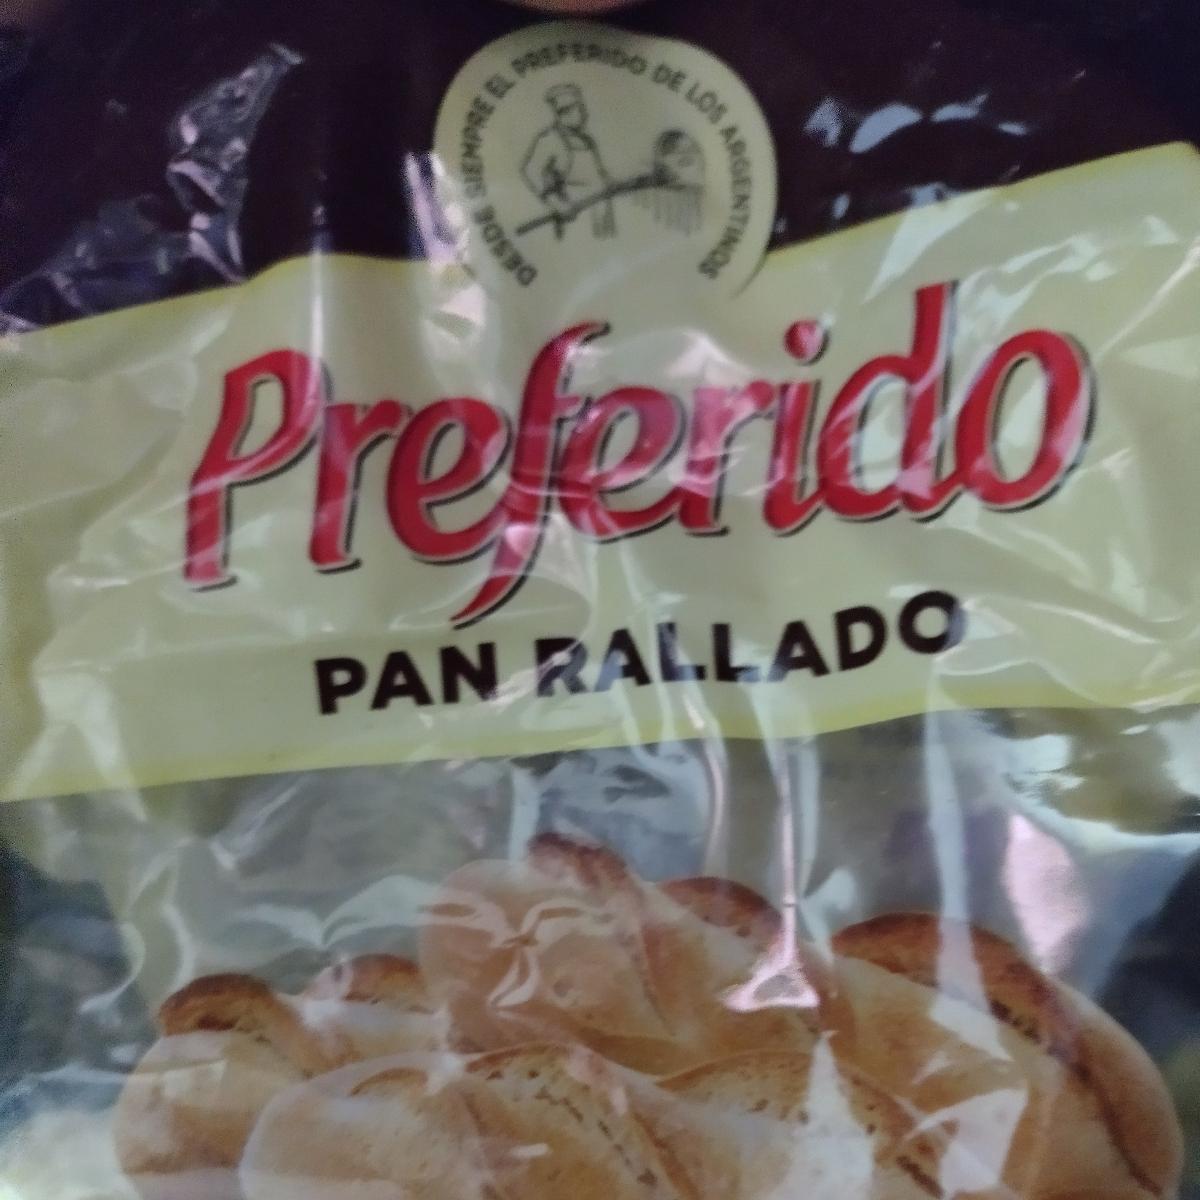 DESDE SIEMPRE EL PREFERIDO DE LOS ARGENTINOS
Preferido
PAN RALLADO